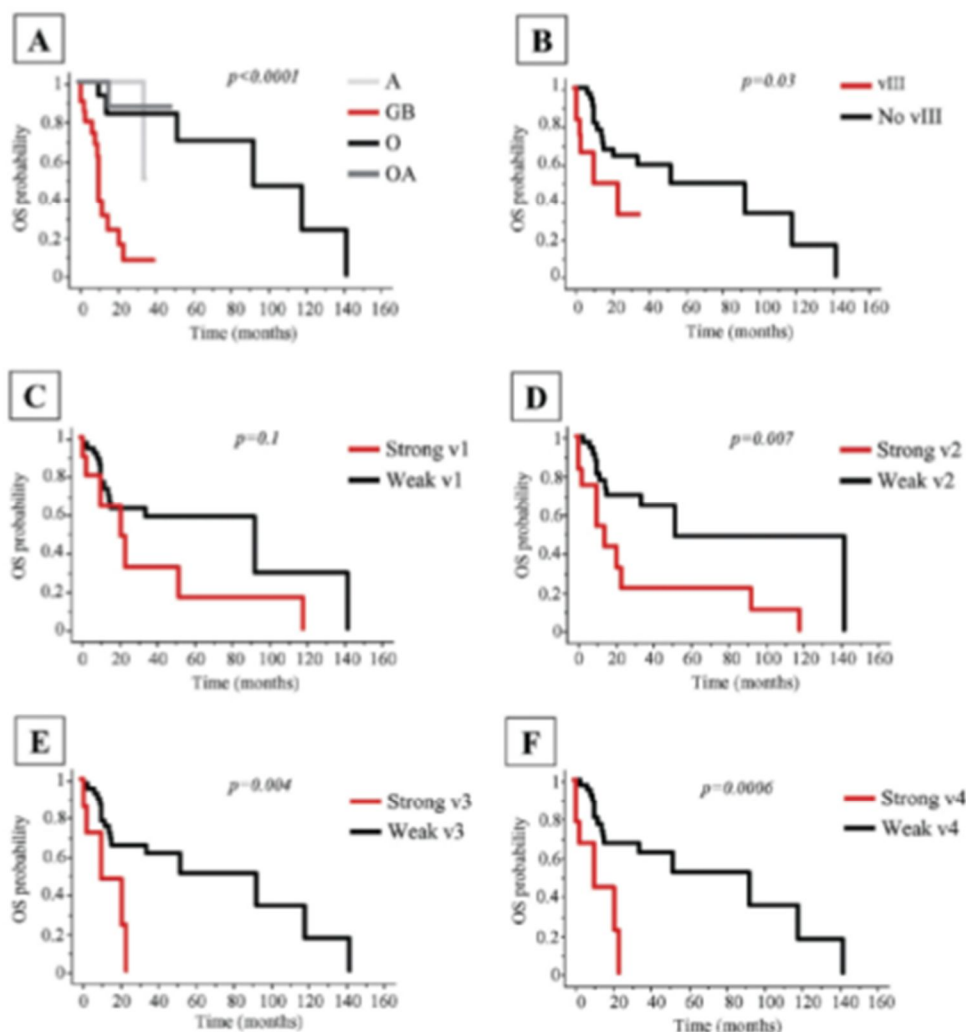 A
p<0.0001
A
GB
O
OA
OS probability
1
0.8
0.6
0.4
0.2
0
0 20 40 60 80 100 120 140 160
Time (months)
B
p=0.03
vIII
No vIII
OS probability
1
0.8
0.6
0.4
0.2
0
0 20 40 60 80 100 120 140 160
Time (months)
C
p=0.1
Strong v1
Weak v1
OS probability
1
0.8
0.6
0.4
0.2
0
0 20 40 60 80 100 120 140 160
Time (months)
D
p=0.007
Strong v2
Weak v2
OS probability
1
0.8
0.6
0.4
0.2
0
0 20 40 60 80 100 120 140 160
Time (months)
E
p=0.004
Strong v3
Weak v3
OS probability
1
0.8
0.6
0.4
0.2
0
0 20 40 60 80 100 120 140 160
Time (months)
F
p=0.0006
Strong v4
Weak v4
OS probability
1
0.8
0.6
0.4
0.2
0
0 20 40 60 80 100 120 140 160
Time (months)